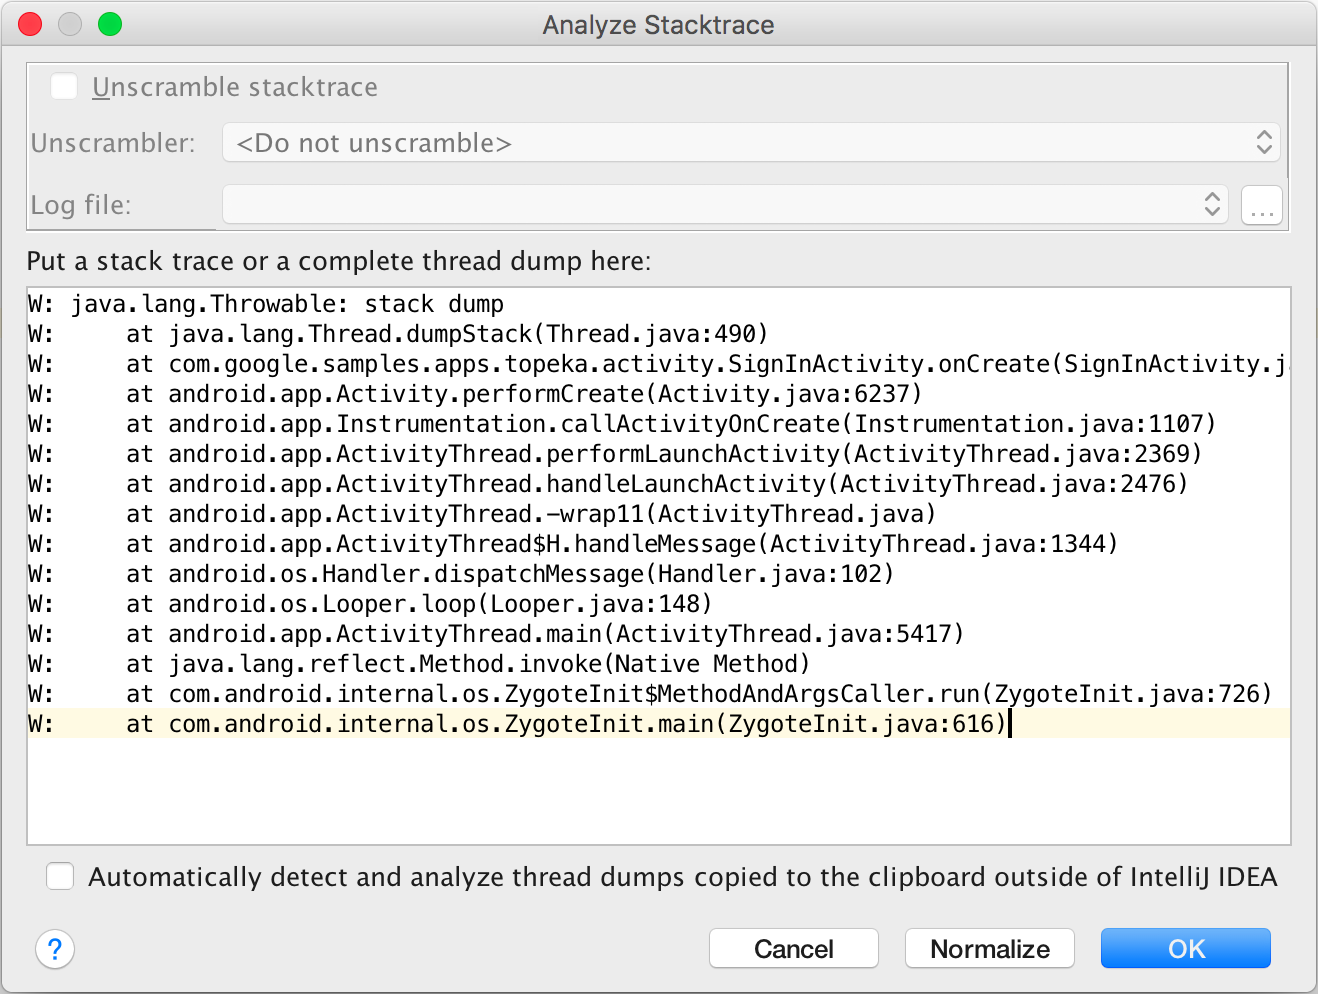 Analyze Stacktrace
Unscramble stacktrace
Unscrambler: <Do not unscramble>
Log file:
...
Put a stack trace or a complete thread dump here:
W: java.lang.Throwable: stack dump
W:     at java.lang.Thread.dumpStack(Thread.java:490)
W:     at com.google.samples.apps.topeka.activity.SignInActivity.onCreate(SignInActivity.j
W:     at android.app.Activity.performCreate(Activity.java:6237)
W:     at android.app.Instrumentation.callActivityOnCreate(Instrumentation.java:1107)
W:     at android.app.ActivityThread.performLaunchActivity(ActivityThread.java:2369)
W:     at android.app.ActivityThread.handleLaunchActivity(ActivityThread.java:2476)
W:     at android.app.ActivityThread.-wrap11(ActivityThread.java)
W:     at android.app.ActivityThread$H.handleMessage(ActivityThread.java:1344)
W:     at android.os.Handler.dispatchMessage(Handler.java:102)
W:     at android.os.Looper.loop(Looper.java:148)
W:     at android.app.ActivityThread.main(ActivityThread.java:5417)
W:     at java.lang.reflect.Method.invoke(Native Method)
W:     at com.android.internal.os.ZygoteInit$MethodAndArgsCaller.run(ZygoteInit.java:726)
W:     at com.android.internal.os.ZygoteInit.main(ZygoteInit.java:616)
Automatically detect and analyze thread dumps copied to the clipboard outside of IntelliJ IDEA
? Cancel Normalize OK